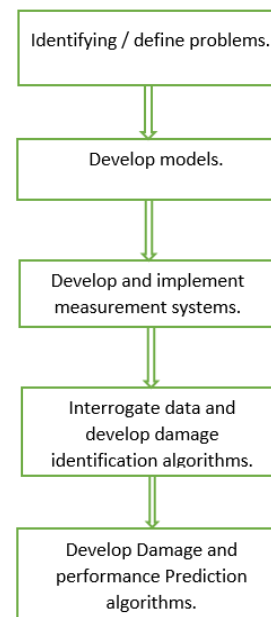 Identifying / define problems.
Develop models.
Develop and implement
measurement systems.
Interrogate data and
develop damage
identification algorithms.
Develop Damage and
performance Prediction
algorithms.